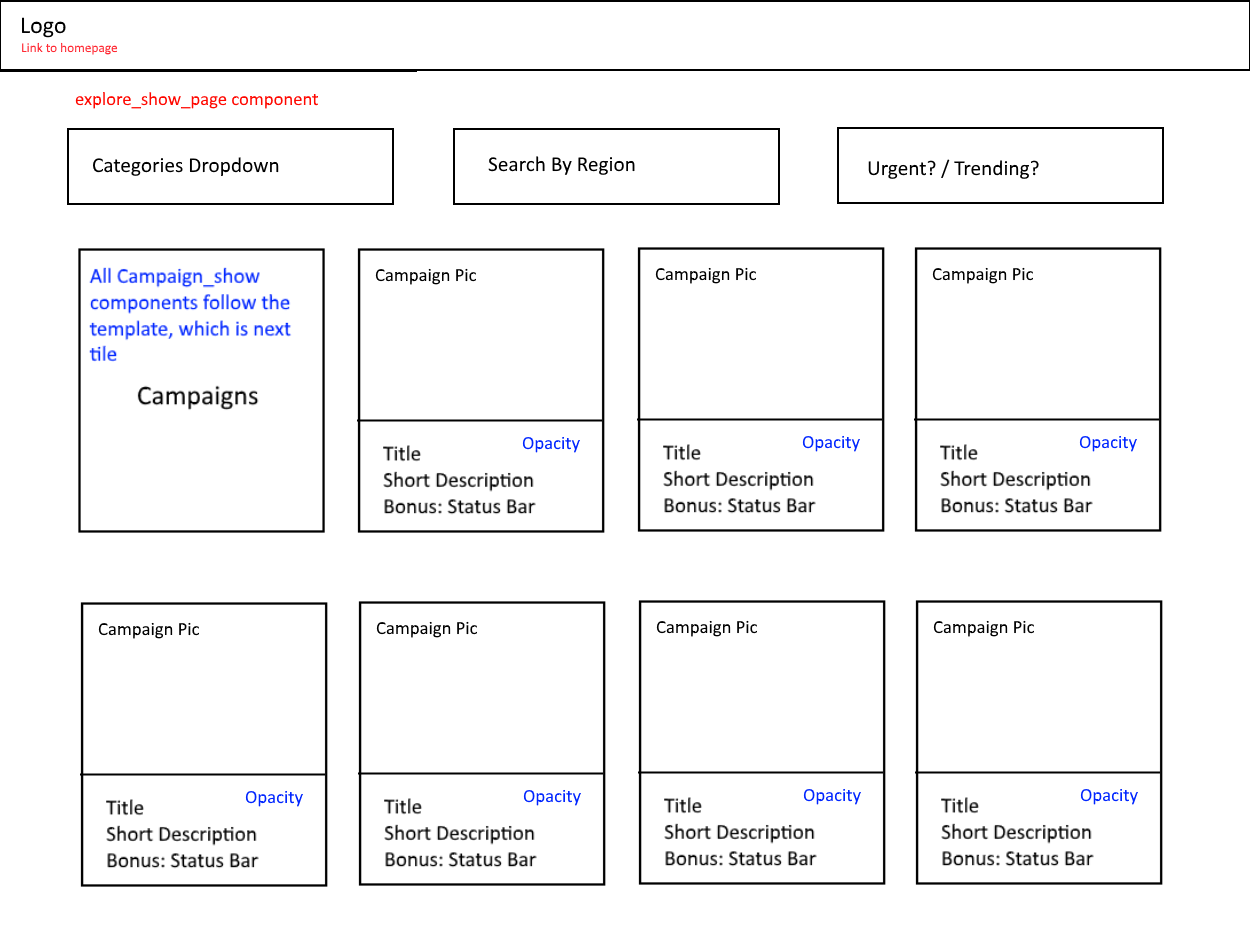 Logo
Link to homepage
explore_show_page component
Categories Dropdown
Search By Region
Urgent? / Trending?
All Campaign_show
components follow the
template, which is next
tile
Campaigns
Campaign Pic
Opacity
Title
Short Description
Bonus: Status Bar
Campaign Pic
Opacity
Title
Short Description
Bonus: Status Bar
Campaign Pic
Opacity
Title
Short Description
Bonus: Status Bar
Campaign Pic
Opacity
Title
Short Description
Bonus: Status Bar
Campaign Pic
Opacity
Title
Short Description
Bonus: Status Bar
Campaign Pic
Opacity
Title
Short Description
Bonus: Status Bar
Campaign Pic
Opacity
Title
Short Description
Bonus: Status Bar